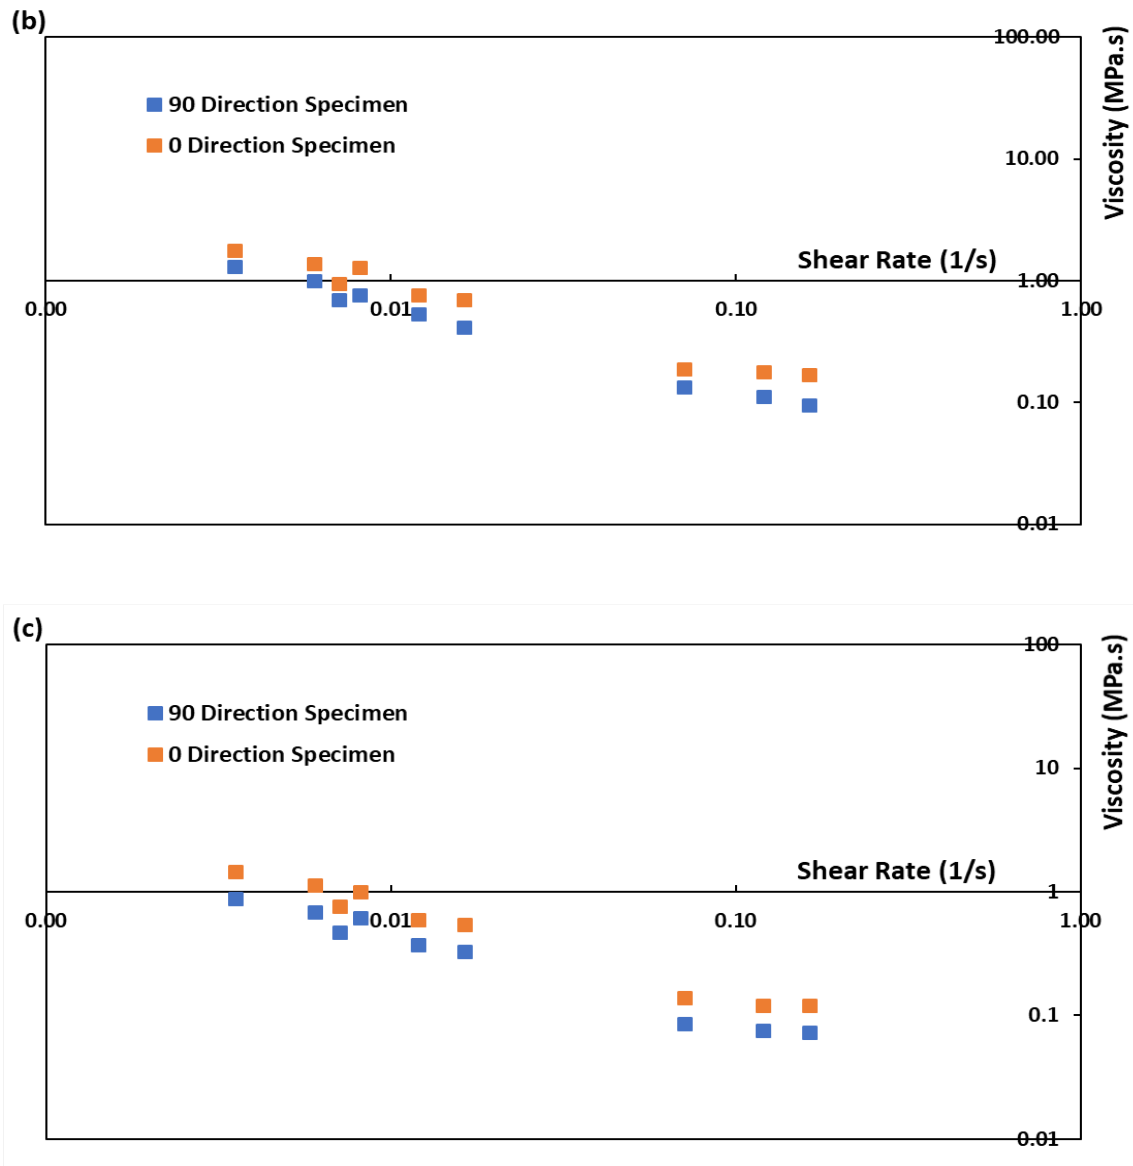 (b)
100.00
Viscosity (MPa.s)
90 Direction Specimen
0 Direction Specimen
10.00
Shear Rate (1/s)
1.00
0.00
0.01
0.10
1.00
0.10
0.01
(c)
100
Viscosity (MPa.s)
90 Direction Specimen
0 Direction Specimen
10
Shear Rate (1/s)
1
0.00
0.01
0.10
1.00
0.1
0.01